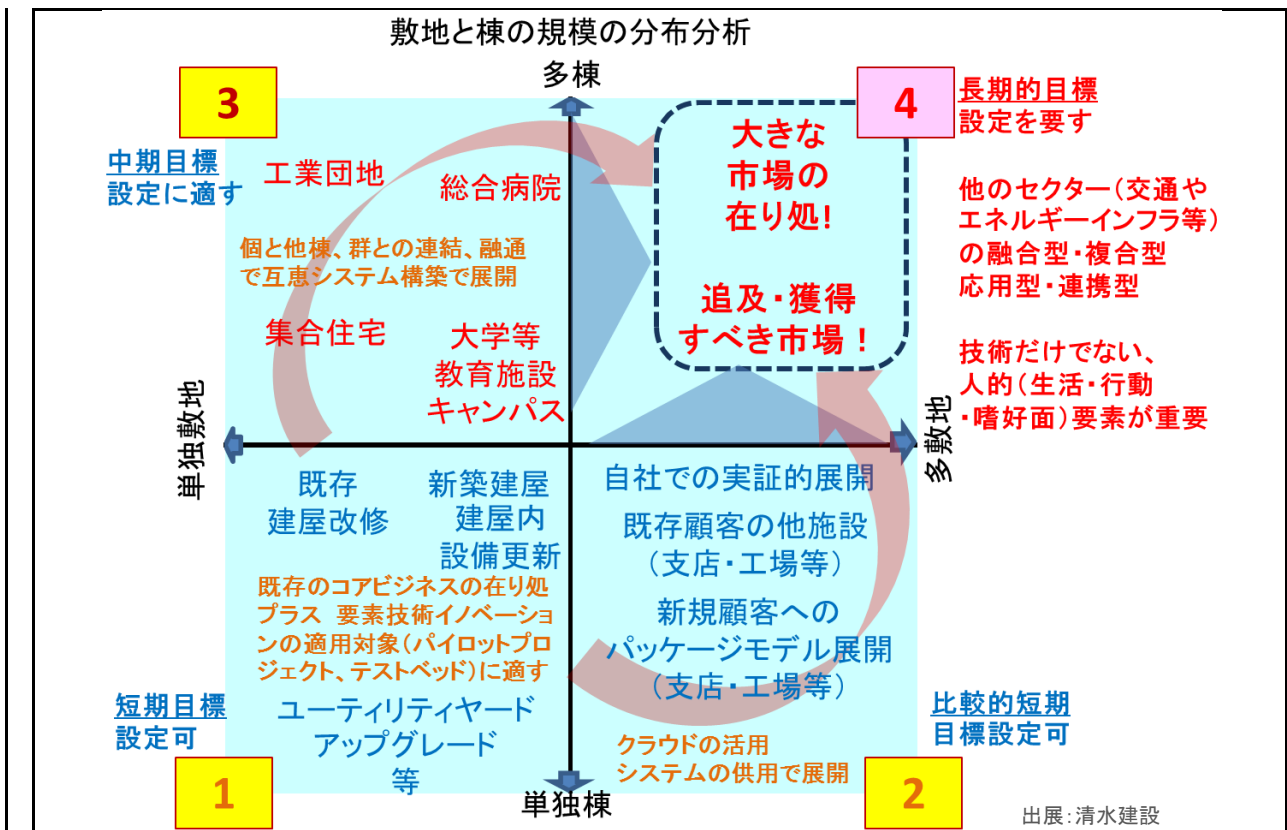 敷地と棟の規模の分布分析
多棟
3
中期目標
設定に適す
工業団地
総合病院
個と他棟、群との連結、融通
で互恵システム構築で展開
集合住宅
大学等
教育施設
キャンパス
大きな
市場の
在り処!
追及・獲得
すべき市場！
4
長期的目標
設定を要す
他のセクター(交通や
エネルギーインフラ等)
の融合型・複合型
応用型・連携型
技術だけでない、
人的(生活・行動
・嗜好面)要素が重要
単独敷地
多敷地
既存
建屋改修
新築建屋
建屋内
設備更新
既存のコアビジネスの在り処
プラス 要素技術イノベーショ
ンの適用対象(パイロットプロ
ジェクト、テストベッド)に適す
短期目標
設定可
ユーティリティヤード
アップグレード
等
1
自社での実証的展開
既存顧客の他施設
(支店・工場等)
新規顧客への
パッケージモデル展開
(支店・工場等)
クラウドの活用
システムの供用で展開
比較的短期
目標設定可
2
単独棟
出展:清水建設